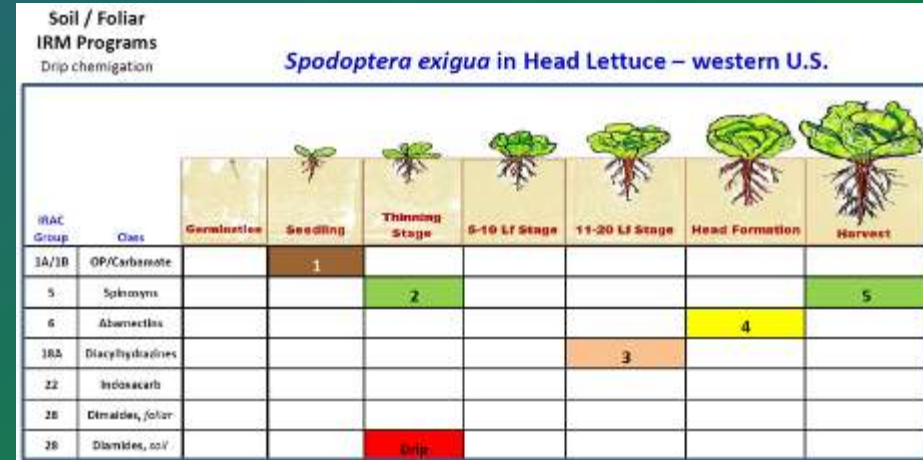 Soil / Foliar
IRM Programs
Drip chemigation
Spodoptera exigua in Head Lettuce – western U.S.
IRAC
Group
Class
Germination
Seedling
Thinning
Stage
5-10 Lf Stage
11-20 Lf Stage
Head Formation
Harvest
1A/1B OP/Carbamate 1
5 Spinosyns 2 5
6 Abamectins 4
18A Diacylhydrazines 3
22 Indoxacarb
28 Dimaides, foliar
28 Diamides, soil Drip